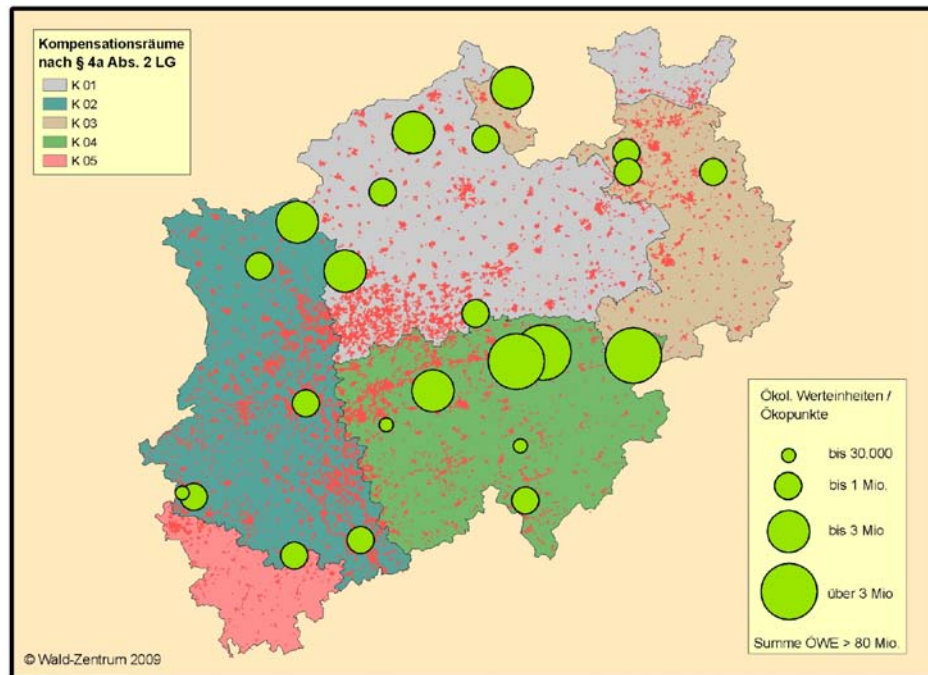 Kompensationsräume
nach § 4a Abs. 2 LG
K 01
K 02
K 03
K 04
K 05
Ökol. Werteinheiten /
Ökopunkte
bis 30.000
bis 1 Mio.
bis 3 Mio
über 3 Mio
Summe ÖWE > 80 Mio.
© Wald-Zentrum 2009